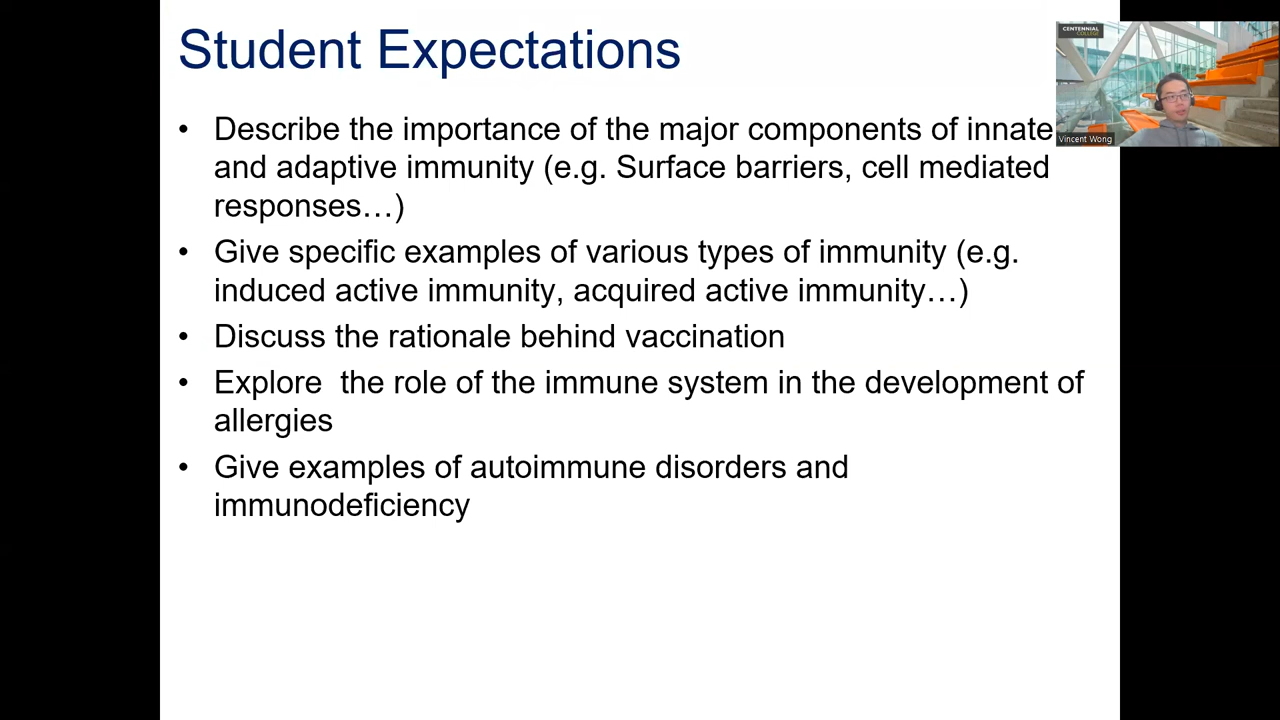 Student Expectations
• Describe the importance of the major components of innate
and adaptive immunity (e.g. Surface barriers, cell mediated
responses…)
• Give specific examples of various types of immunity (e.g.
induced active immunity, acquired active immunity…)
• Discuss the rationale behind vaccination
• Explore  the role of the immune system in the development of
allergies
• Give examples of autoimmune disorders and
immunodeficiency
CENTENNIAL
COLLEGE
Vincent Wong